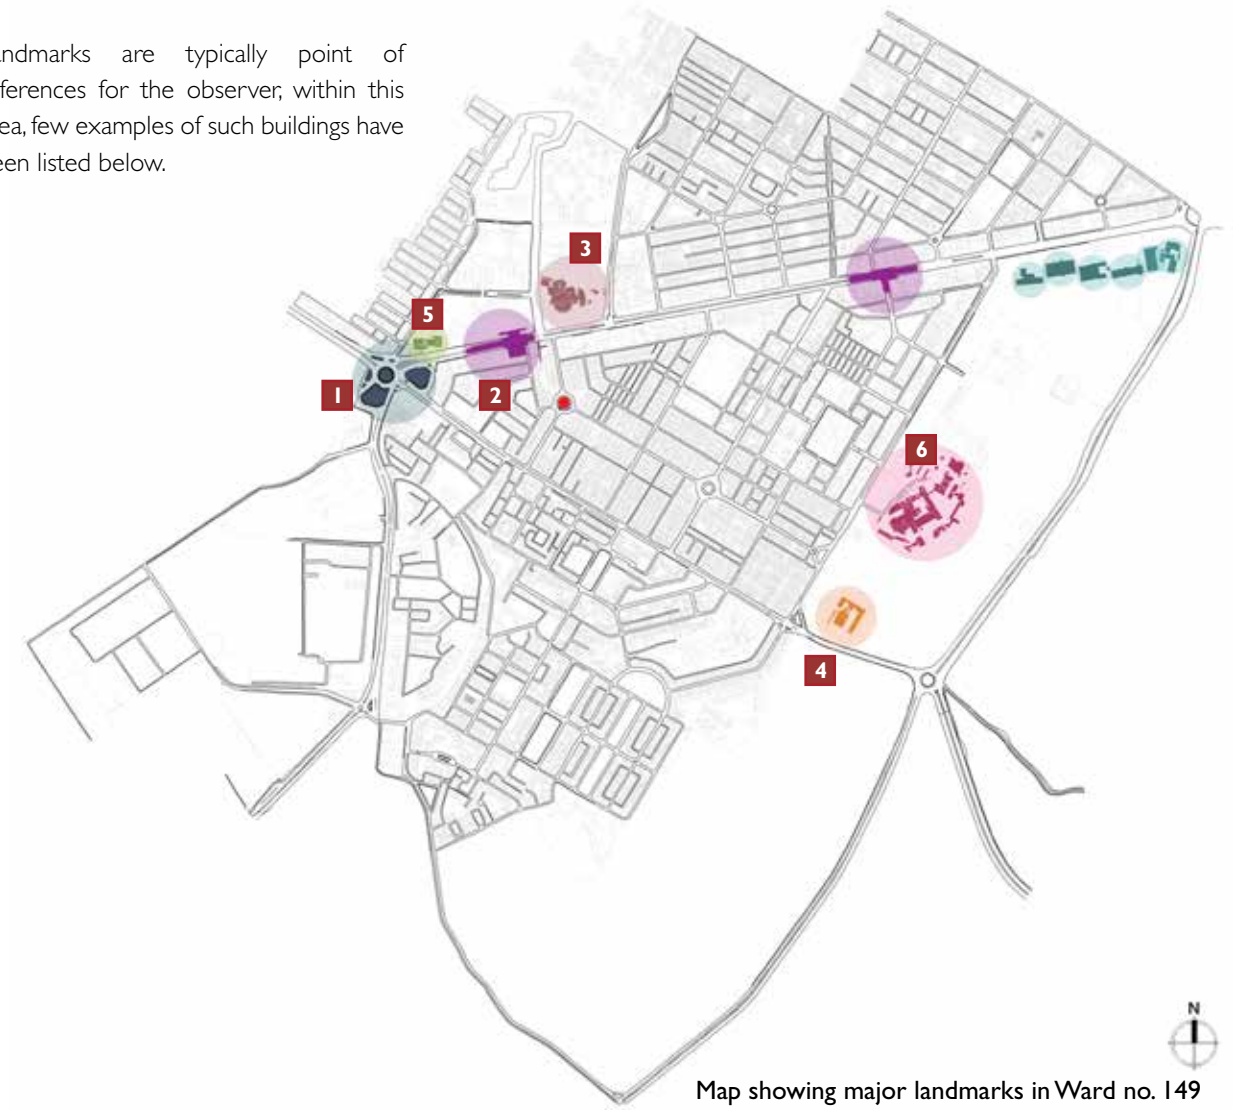 andmarks are typically point of
ferences for the observer, within this
ea, few examples of such buildings have
een listed below.
3
5
1
2
6
4
N
Map showing major landmarks in Ward no. 149